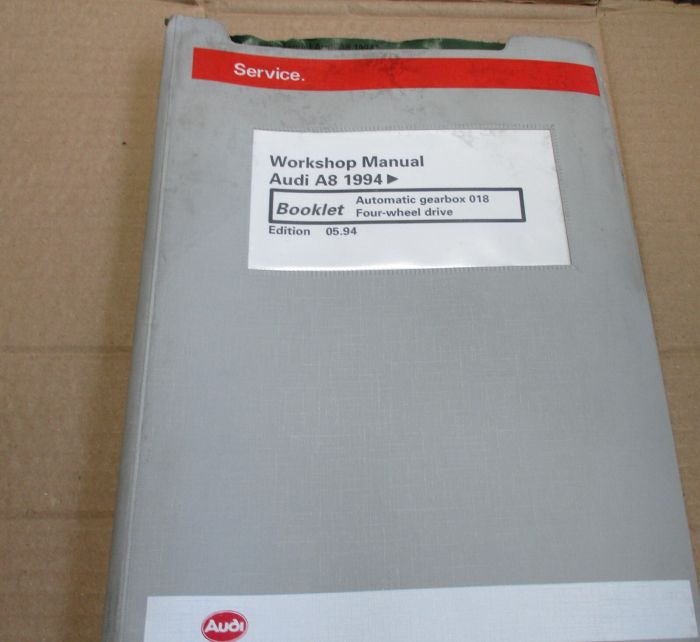 Service.
Workshop Manual
Audi A8 1994►
Booklet
Automatic gearbox 018
Four-wheel drive
Edition 05.94
Audi